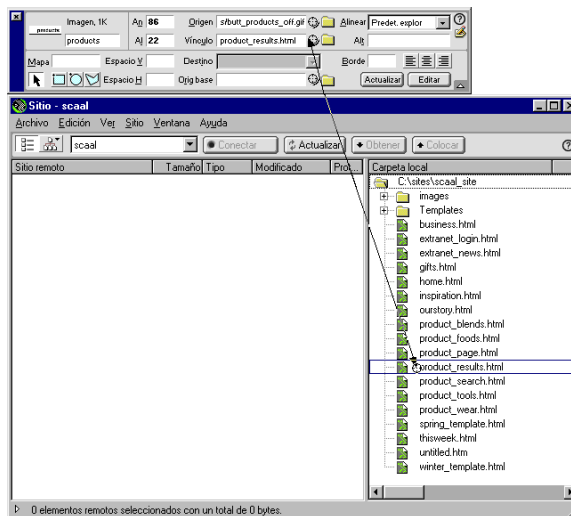 products Imagen, 1K An 86 Origen s/butt_products_off.gif Alinear Predet. explor
products Al 22 Vínculo product_results.html Alt
Mapa Espacio V Destino Borde
Espacio H Orig base Actualizar Editar
Sitio - scaal
Archivo Edición Ver Sitio Ventana Ayuda
scaal Conectar Actualizar Obtener Colocar
Sitio remoto Tamaño Tipo Modificado Prot... Carpeta local
C:\sites\scaal_site
images
Templates
business.html
extranet_login.html
extranet_news.html
gifts.html
home.html
inspiration.html
ourstory.html
product_blends.html
product_foods.html
product_page.html
product_results.html
product_search.html
product_tools.html
product_wear.html
spring_template.html
thisweek.html
untitled.htm
winter_template.html
0 elementos remotos seleccionados con un total de 0 bytes.